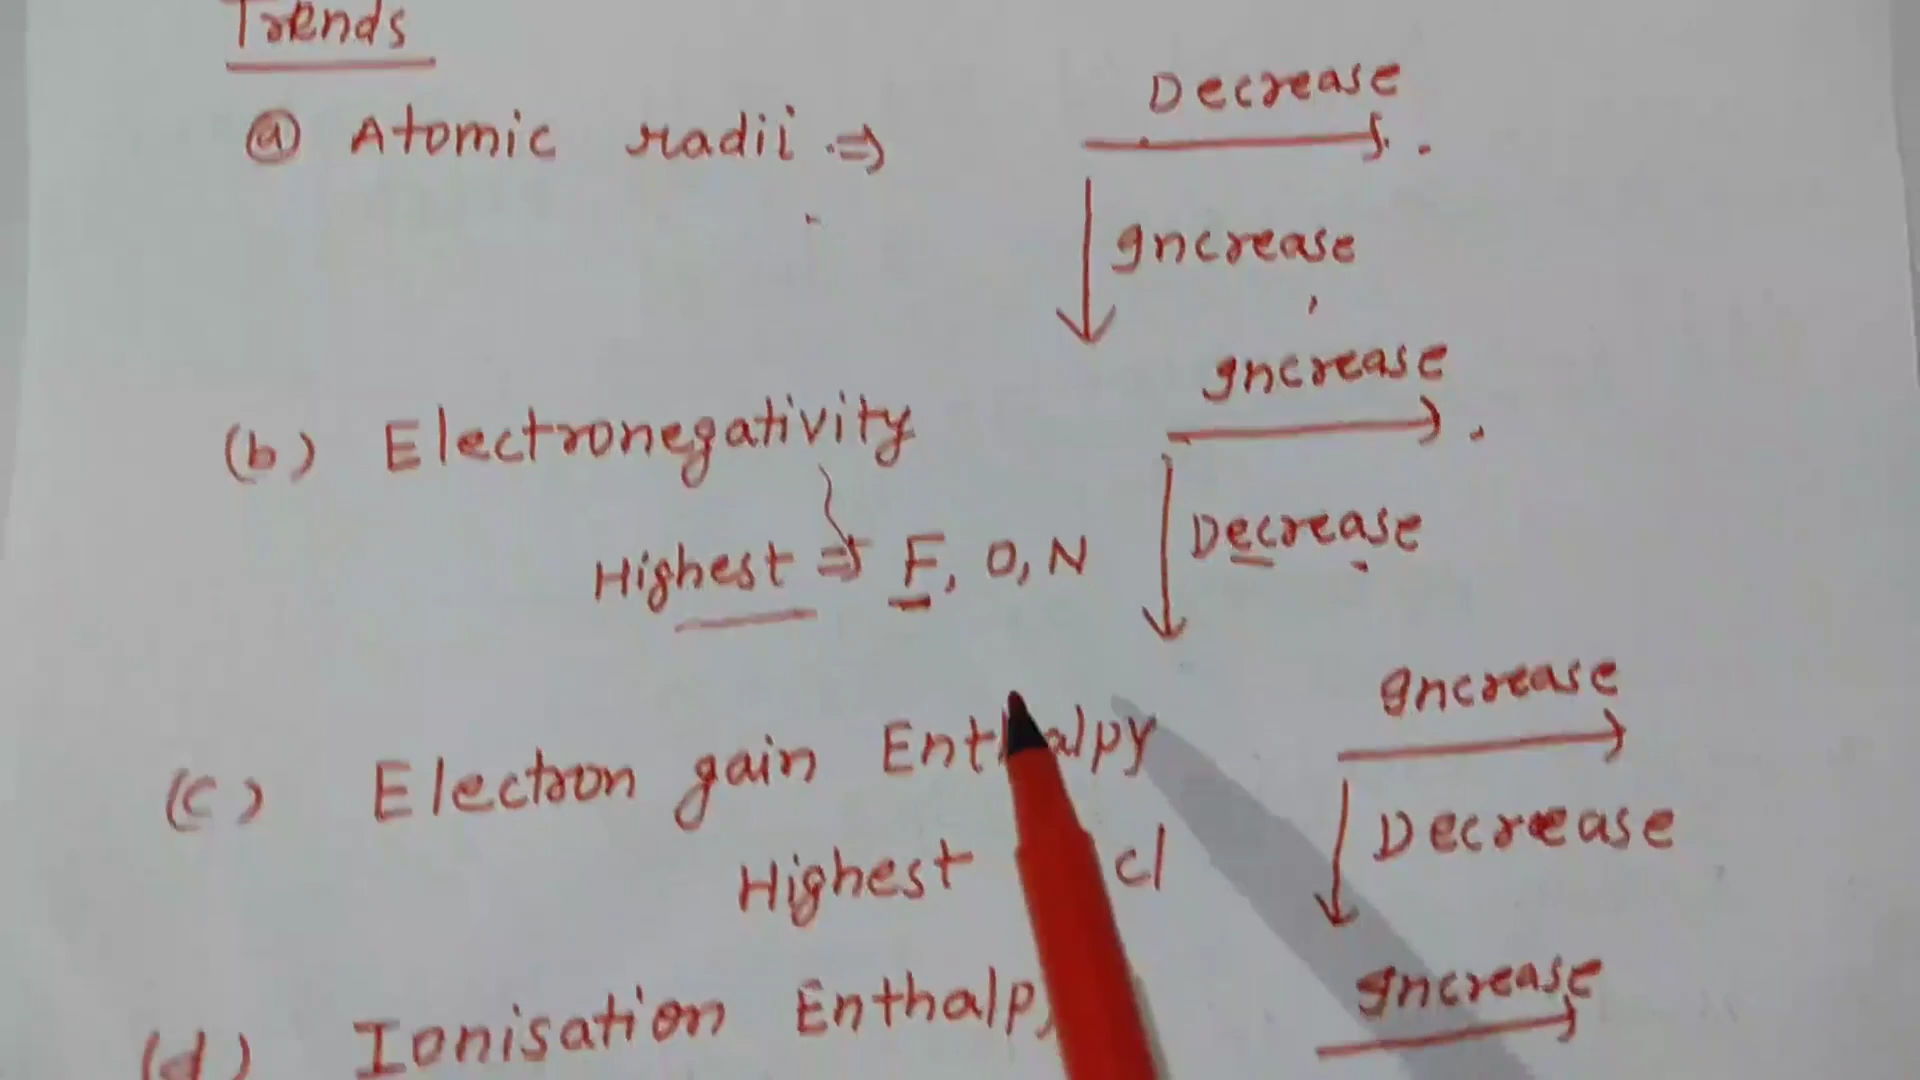 Trends
(a) Atomic radii ⇒ Decrease
Increase
(b) Electronegativity Increase
Highest ⇒ F, O, N Decrease
(c) Electron gain Enthalpy Increase
Highest Cl Decrease
(d) Ionisation Enthalpy Increase